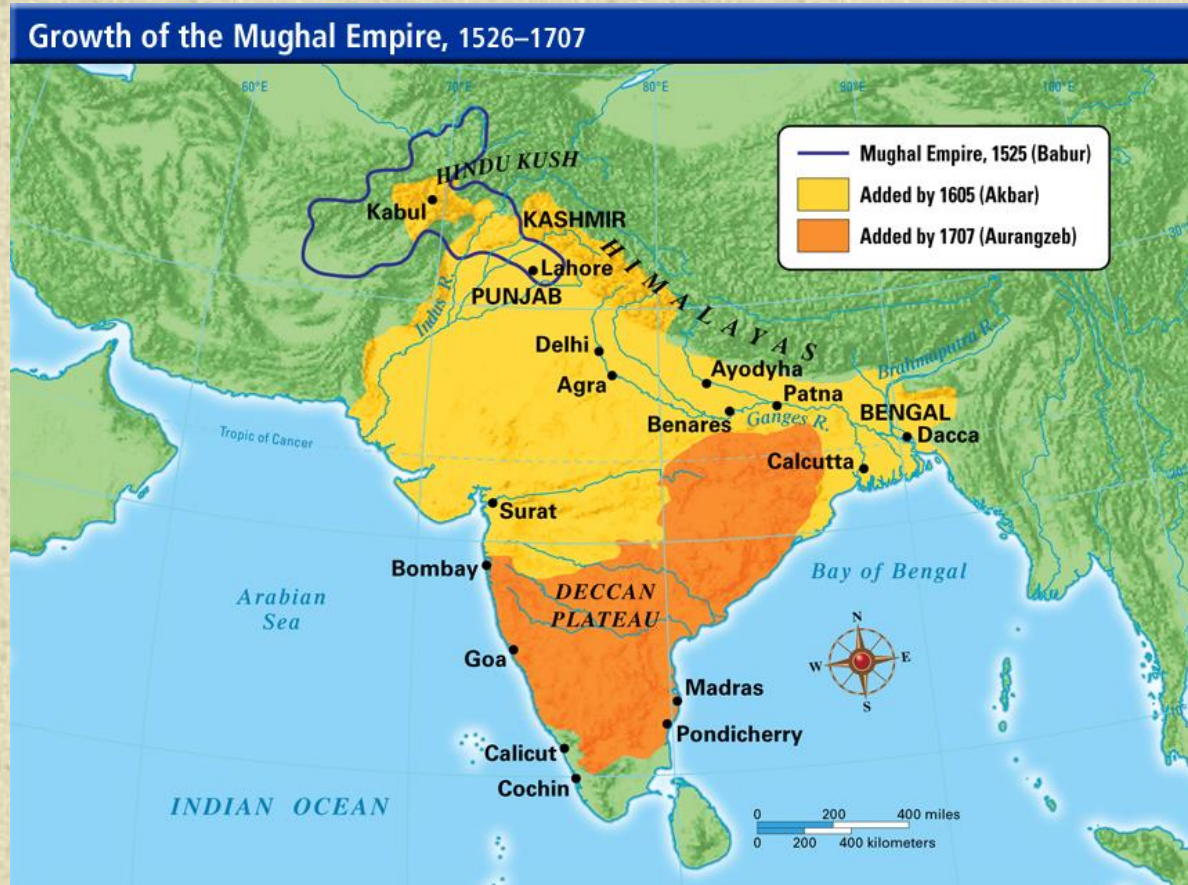 Growth of the Mughal Empire, 1526–1707
60°E
70°E
80°E
90°E
100°E
Mughal Empire, 1525 (Babur)
Added by 1605 (Akbar)
Added by 1707 (Aurangzeb)
HINDU KUSH
Kabul
KASHMIR
30°
Lahore
HIMALAYAS
PUNJAB
Indus R.
Delhi
Agra
Ayodyha
Brahmaputra R.
Patna
BENGAL
Benares
Ganges R.
Dacca
Tropic of Cancer
Calcutta
Surat
Bombay
Bay of Bengal
Arabian
Sea
DECCAN
PLATEAU
N
W
E
S
Goa
Madras
Pondicherry
Calicut
Cochin
INDIAN OCEAN
0 200 400 miles
0 200 400 kilometers